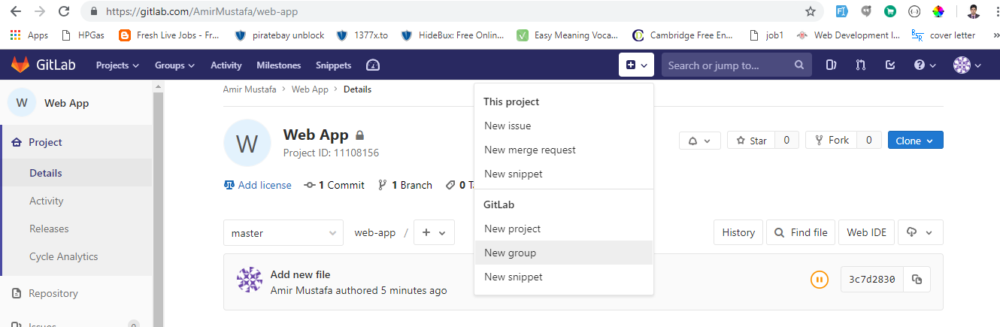 https://gitlab.com/AmirMustafa/web-app
Apps HPGas Fresh Live Jobs - Fr... piratebay unblock 1377x.to HideBux: Free Onlin... Easy Meaning Voca... Cambridge Free En... job1 Web Development I... BSR cover letter »
GitLab Projects Groups Activity Milestones Snippets Search or jump to...
W Web App
Amir Mustafa > Web App > Details
This project
New issue
New merge request
New snippet
GitLab
New project
New group
New snippet
Project
Details
Activity
Releases
Cycle Analytics
Repository
Issues 0
W
Web App
Project ID: 11108156
Star 0 Fork 0 Clone
Add license 1 Commit 1 Branch 0
master web-app / + History Find file Web IDE
Add new file
Amir Mustafa authored 5 minutes ago
3c7d2830